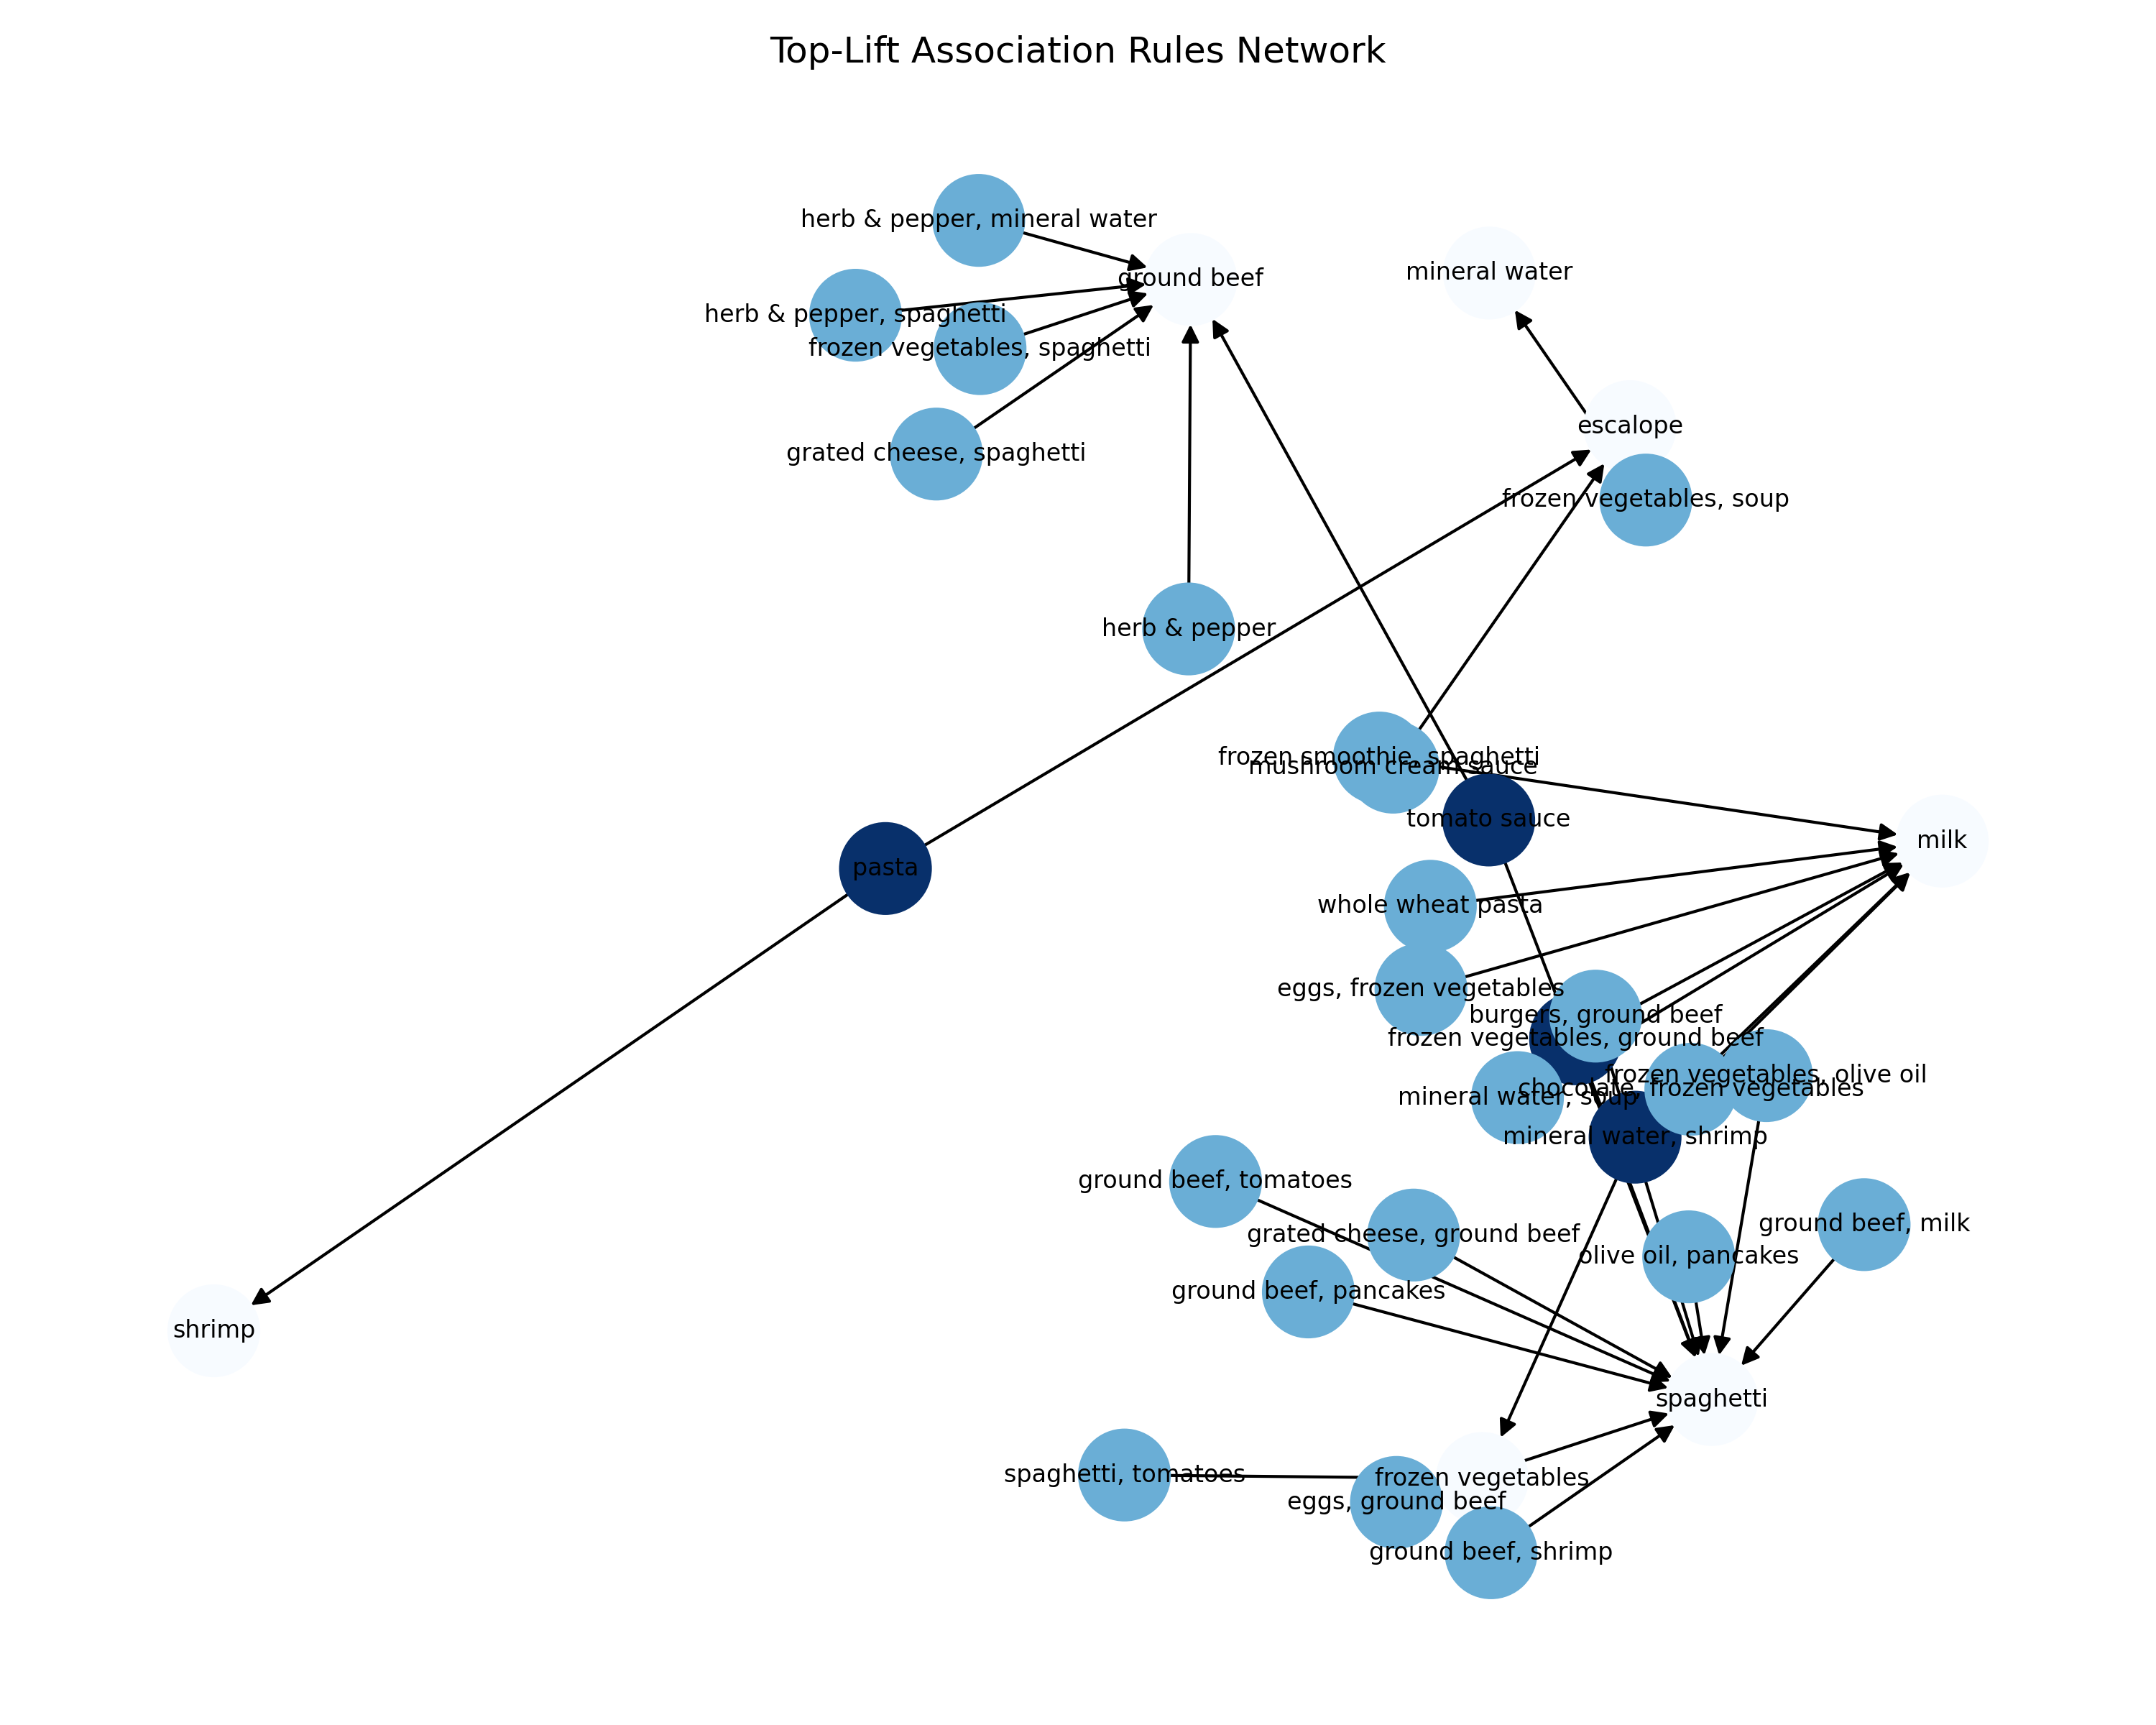 Top-Lift Association Rules Network
herb & pepper, mineral water
ground beef
mineral water
herb & pepper, spaghetti
frozen vegetables, spaghetti
escalope
grated cheese, spaghetti
frozen vegetables, soup
herb & pepper
frozen smoothie, spaghetti
mushroom cream sauce
tomato sauce
milk
pasta
whole wheat pasta
eggs, frozen vegetables
burgers, ground beef
frozen vegetables, ground beef
frozen vegetables, olive oil
chocolate, frozen vegetables
mineral water, soup
mineral water, shrimp
ground beef, tomatoes
ground beef, milk
grated cheese, ground beef
olive oil, pancakes
ground beef, pancakes
shrimp
spaghetti
spaghetti, tomatoes
frozen vegetables
eggs, ground beef
ground beef, shrimp